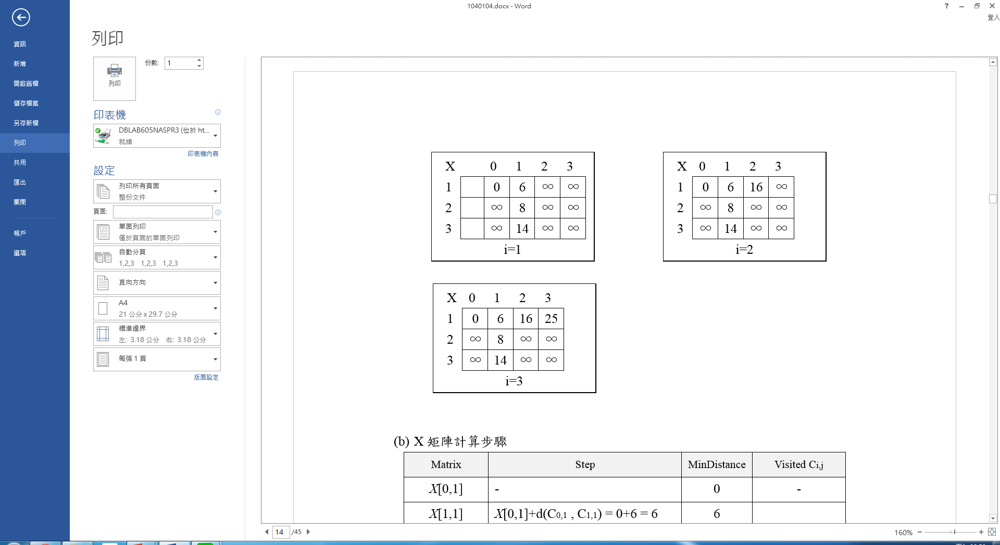 1040104.docx - Word
?
登入
資訊
新增
開啟舊檔
儲存檔案
另存新檔
列印
共用
匯出
關閉
帳戶
選項
列印
列印
份數: 1
印表機
DBLAB605NASPR3 (位於 ht...
就緒
印表機內容
設定
列印所有頁面
整份文件
頁面:
單面列印
僅於頁面的單面列印
自動分頁
1,2,3 1,2,3 1,2,3
直向方向
A4
21 公分 x 29.7 公分
標準邊界
左: 3.18 公分 右: 3.18 公分
每張 1 頁
版面設定
X 0 1 2 3
1 0 6 ∞ ∞
2 ∞ 8 ∞ ∞
3 ∞ 14 ∞ ∞
i=1
X 0 1 2 3
1 0 6 16 ∞
2 ∞ 8 ∞ ∞
3 ∞ 14 ∞ ∞
i=2
X 0 1 2 3
1 0 6 16 25
2 ∞ 8 ∞ ∞
3 ∞ 14 ∞ ∞
i=3
(b) X 矩陣計算步驟
Matrix Step MinDistance Visited Ci,j
X[0,1] - 0 -
X[1,1] X[0,1]+d(C0,1 , C1,1) = 0+6 = 6 6
14 /45
160%